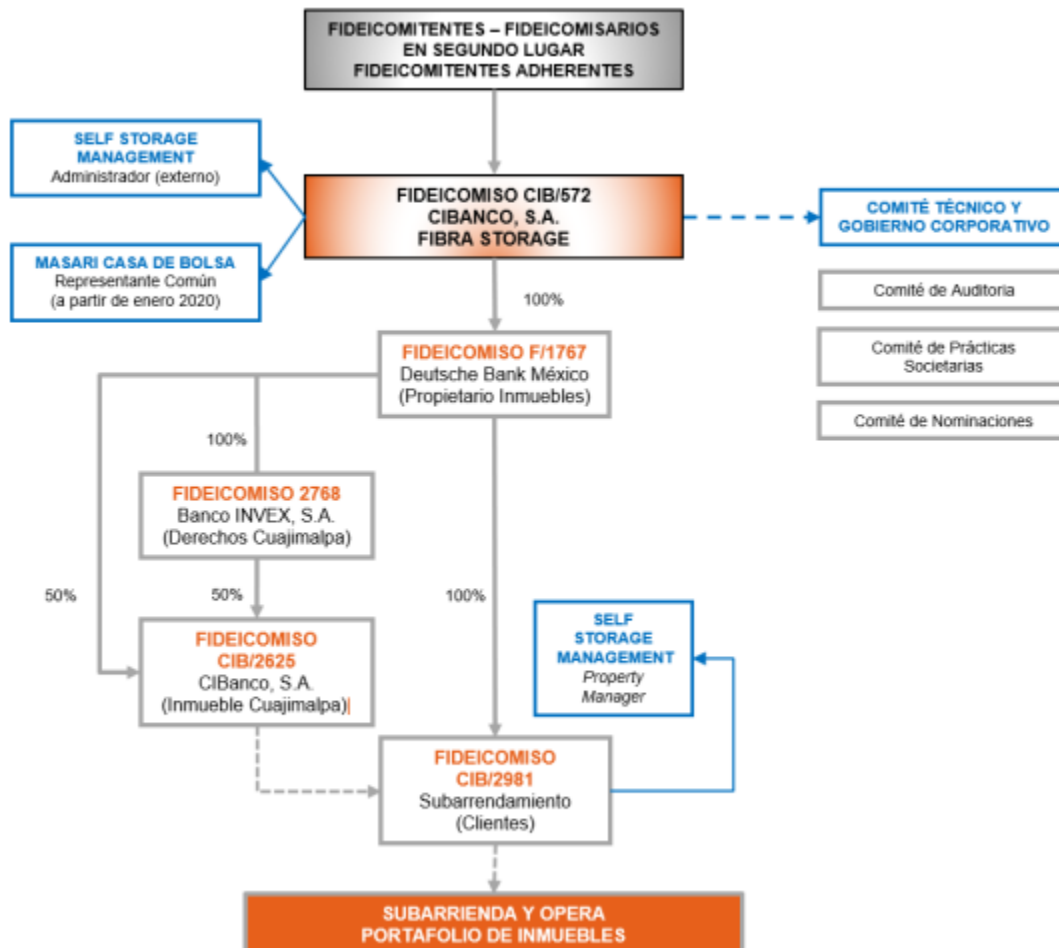 FIDEICOMITENTES – FIDEICOMISARIOS
EN SEGUNDO LUGAR
FIDEICOMITENTES ADHERENTES
SELF STORAGE
MANAGEMENT
Administrador (externo)
FIDEICOMISO CIB/572
CIBANCO, S.A.
FIBRA STORAGE
COMITÉ TÉCNICO Y
GOBIERNO CORPORATIVO
MASARI CASA DE BOLSA
Representante Común
(a partir de enero 2020)
Comité de Auditoria
Comité de Prácticas
Societarias
Comité de Nominaciones
100%
FIDEICOMISO F/1767
Deutsche Bank México
(Propietario Inmuebles)
100%
FIDEICOMISO 2768
Banco INVEX, S.A.
(Derechos Cuajimalpa)
50%
50%
100%
FIDEICOMISO
CIB/2625
CIBanco, S.A.
(Inmueble Cuajimalpa)
SELF
STORAGE
MANAGEMENT
Property
Manager
FIDEICOMISO
CIB/2981
Subarrendamiento
(Clientes)
SUBARRIENDA Y OPERA
PORTAFOLIO DE INMUEBLES